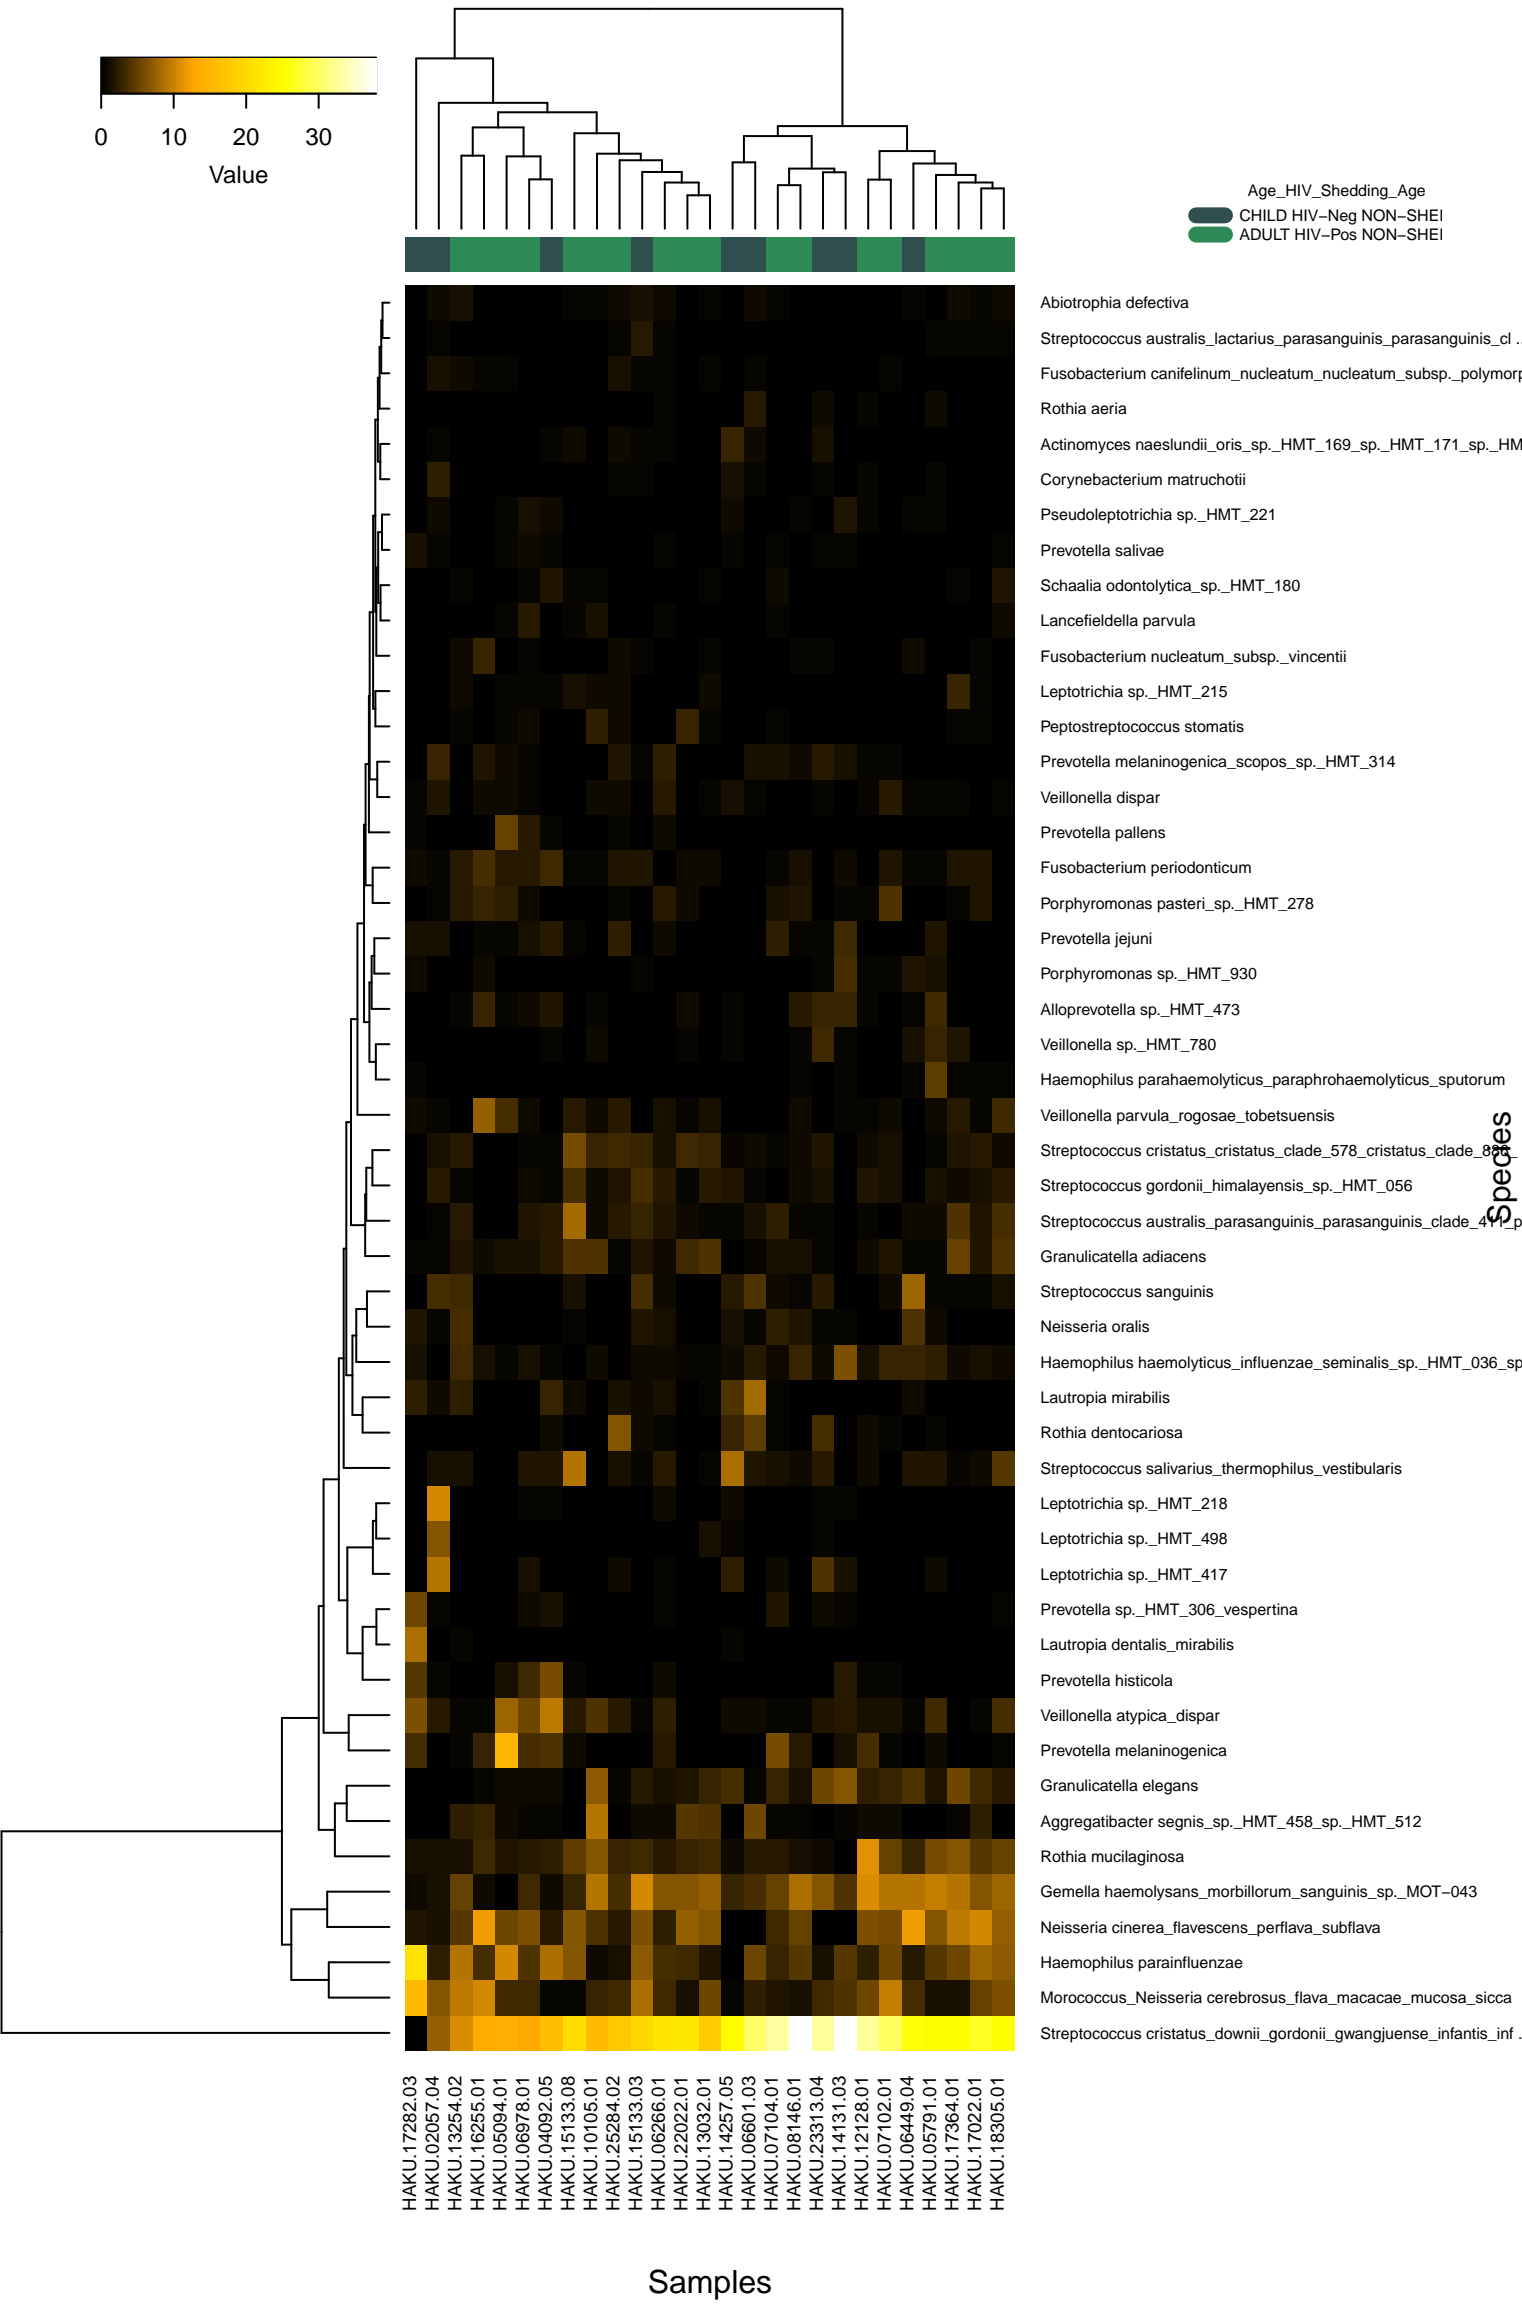 0 10 20 30
Value
Age_HIV_Shedding_Age
CHILD HIV−Neg NON−SHEI
ADULT HIV−Pos NON−SHEI
Abiotrophia defectiva
Streptococcus australis_lactarius_parasanguinis_parasanguinis_cl ..
Fusobacterium canifelinum_nucleatum_nucleatum_subsp._polymorp
Rothia aeria
Actinomyces naeslundii_oris_sp._HMT_169_sp._HMT_171_sp._HM
Corynebacterium matruchotii
Pseudoleptotrichia sp._HMT_221
Prevotella salivae
Schaalia odontolytica_sp._HMT_180
Lancefieldella parvula
Fusobacterium nucleatum_subsp._vincentii
Leptotrichia sp._HMT_215
Peptostreptococcus stomatis
Prevotella melaninogenica_scopos_sp._HMT_314
Veillonella dispar
Prevotella pallens
Fusobacterium periodonticum
Porphyromonas pasteri_sp._HMT_278
Prevotella jejuni
Porphyromonas sp._HMT_930
Alloprevotella sp._HMT_473
Veillonella sp._HMT_780
Haemophilus parahaemolyticus_paraphrohaemolyticus_sputorum
Veillonella parvula_rogosae_tobetsuensis
Streptococcus cristatus_cristatus_clade_578_cristatus_clade_886_
Streptococcus gordonii_himalayensis_sp._HMT_056
Streptococcus australis_parasanguinis_parasanguinis_clade_411_p
Granulicatella adiacens
Streptococcus sanguinis
Neisseria oralis
Haemophilus haemolyticus_influenzae_seminalis_sp._HMT_036_sp
Lautropia mirabilis
Rothia dentocariosa
Streptococcus salivarius_thermophilus_vestibularis
Leptotrichia sp._HMT_218
Leptotrichia sp._HMT_498
Leptotrichia sp._HMT_417
Prevotella sp._HMT_306_vespertina
Lautropia dentalis_mirabilis
Prevotella histicola
Veillonella atypica_dispar
Prevotella melaninogenica
Granulicatella elegans
Aggregatibacter segnis_sp._HMT_458_sp._HMT_512
Rothia mucilaginosa
Gemella haemolysans_morbillorum_sanguinis_sp._MOT−043
Neisseria cinerea_flavescens_perflava_subflava
Haemophilus parainfluenzae
Morococcus_Neisseria cerebrosus_flava_macacae_mucosa_sicca
Streptococcus cristatus_downii_gordonii_gwangjuense_infantis_inf ..
Species
HAKU.17282.03
HAKU.02057.04
HAKU.13254.02
HAKU.16255.01
HAKU.05094.01
HAKU.06978.01
HAKU.04092.05
HAKU.15133.08
HAKU.10105.01
HAKU.25284.02
HAKU.15133.03
HAKU.06266.01
HAKU.22022.01
HAKU.13032.01
HAKU.14257.05
HAKU.06601.03
HAKU.07104.01
HAKU.08146.01
HAKU.23313.04
HAKU.14131.03
HAKU.12128.01
HAKU.07102.01
HAKU.06449.04
HAKU.05791.01
HAKU.17364.01
HAKU.17022.01
HAKU.18305.01
Samples